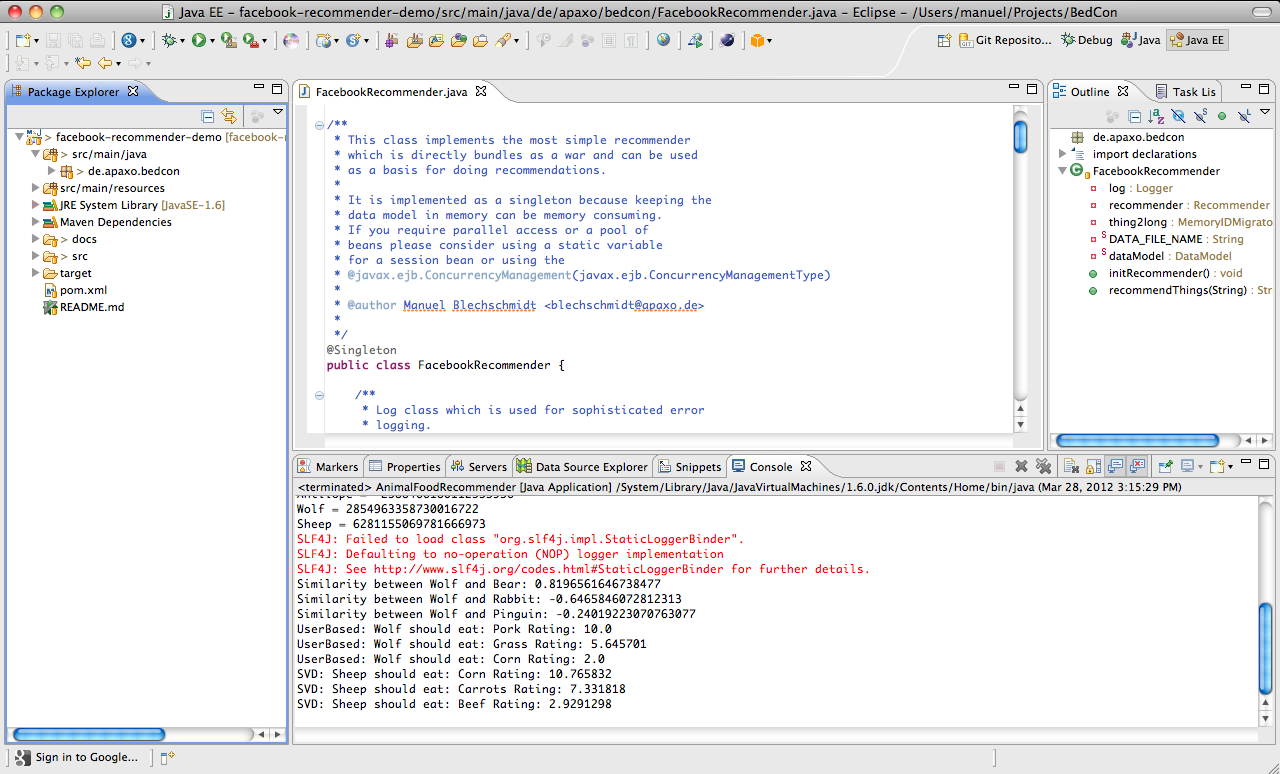 Java EE – facebook-recommender-demo/src/main/java/de/apaxo/bedcon/FacebookRecommender.java – Eclipse – /Users/manuel/Projects/BedCon
Git Reposito...
Debug
Java
Java EE
Package Explorer
> facebook-recommender-demo [facebook-r
> src/main/java
> de.apaxo.bedcon
src/main/resources
JRE System Library [JavaSE-1.6]
Maven Dependencies
> docs
> src
target
pom.xml
README.md
FacebookRecommender.java
/**
* This class implements the most simple recommender
* which is directly bundles as a war and can be used
* as a basis for doing recommendations.
*
* It is implemented as a singleton because keeping the
* data model in memory can be memory consuming.
* If you require parallel access or a pool of
* beans please consider using a static variable
* for a session bean or using the
* @javax.ejb.ConcurrencyManagement(javax.ejb.ConcurrencyManagementType)
*
* @author Manuel Blechschmidt <blechschmidt@apaxo.de>
*
*/
@Singleton
public class FacebookRecommender {
/**
* Log class which is used for sophisticated error
* logging.
Outline
Task Lis
de.apaxo.bedcon
import declarations
FacebookRecommender
log : Logger
recommender : Recommender
thing2long : MemoryIDMigrato
DATA_FILE_NAME : String
dataModel : DataModel
initRecommender() : void
recommendThings(String) : Str
Markers
Properties
Servers
Data Source Explorer
Snippets
Console
<terminated> AnimalFoodRecommender [Java Application] /System/Library/Java/JavaVirtualMachines/1.6.0.jdk/Contents/Home/bin/java (Mar 28, 2012 3:15:29 PM)
Wolf = 2854963358730016722
Sheep = 6281155069781666973
SLF4J: Failed to load class "org.slf4j.impl.StaticLoggerBinder".
SLF4J: Defaulting to no-operation (NOP) logger implementation
SLF4J: See http://www.slf4j.org/codes.html#StaticLoggerBinder for further details.
Similarity between Wolf and Bear: 0.8196561646738477
Similarity between Wolf and Rabbit: -0.6465846072812313
Similarity between Wolf and Pinguin: -0.24019223070763077
UserBased: Wolf should eat: Pork Rating: 10.0
UserBased: Wolf should eat: Grass Rating: 5.645701
UserBased: Wolf should eat: Corn Rating: 2.0
SVD: Sheep should eat: Corn Rating: 10.765832
SVD: Sheep should eat: Carrots Rating: 7.331818
SVD: Sheep should eat: Beef Rating: 2.9291298
Sign in to Google...